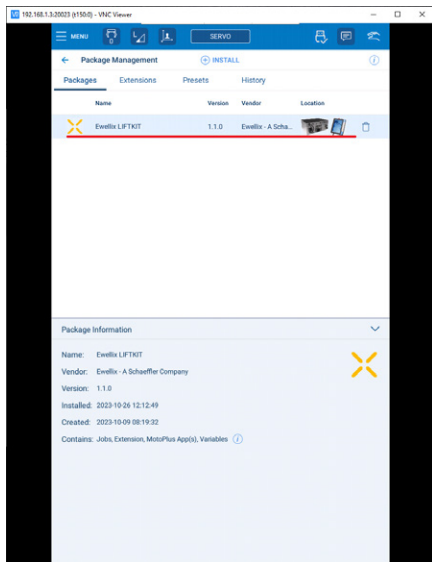 192.168.1.3:20023 (t150:0) - VNC Viewer
MENU
0
SERVO
Package Management
INSTALL
Packages Extensions Presets History
Name Version Vendor Location
Ewellix LIFTKIT 1.1.0 Ewellix - A Scha...
Package Information
Name: Ewellix LIFTKIT
Vendor: Ewellix - A Schaeffler Company
Version: 1.1.0
Installed: 2023-10-26 12:12:49
Created: 2023-10-09 08:19:32
Contains: Jobs, Extension, MotoPlus App(s), Variables